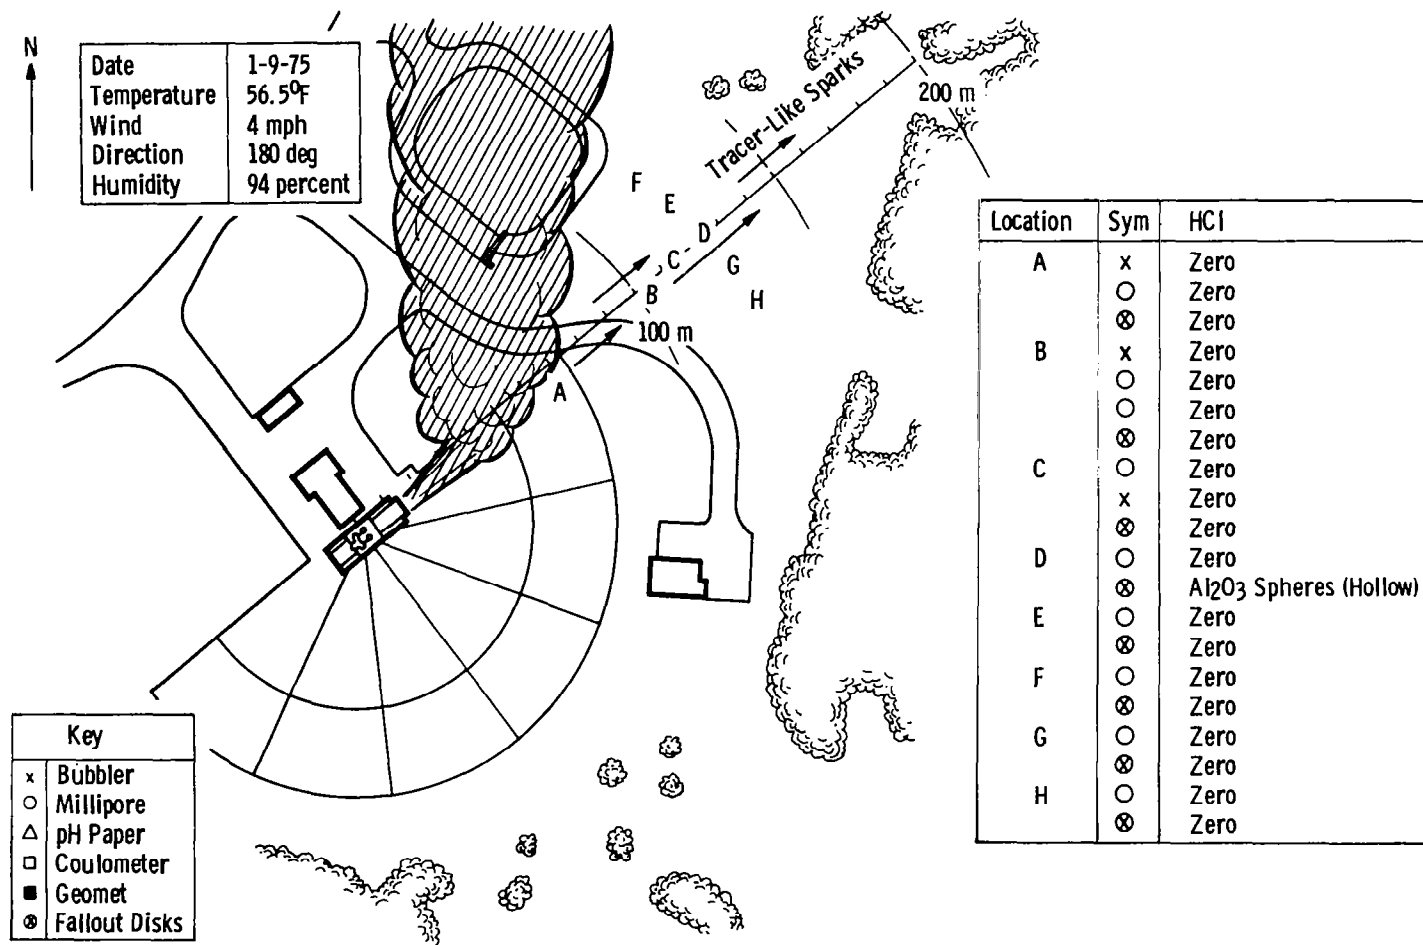 N
Date 1-9-75
Temperature 56.5°F
Wind 4 mph
Direction 180 deg
Humidity 94 percent
Tracer-Like Sparks
200 m
F
E
D
C
G
B
H
100 m
A
Location Sym HCl
A x Zero
○ Zero
⊗ Zero
B x Zero
○ Zero
○ Zero
⊗ Zero
C ○ Zero
x Zero
⊗ Zero
D ○ Zero
⊗ Al2O3 Spheres (Hollow)
E ○ Zero
⊗ Zero
F ○ Zero
⊗ Zero
G ○ Zero
⊗ Zero
H ○ Zero
⊗ Zero
Key
x Bubbler
○ Millipore
△ pH Paper
□ Coulometer
■ Geomet
⊗ Fallout Disks